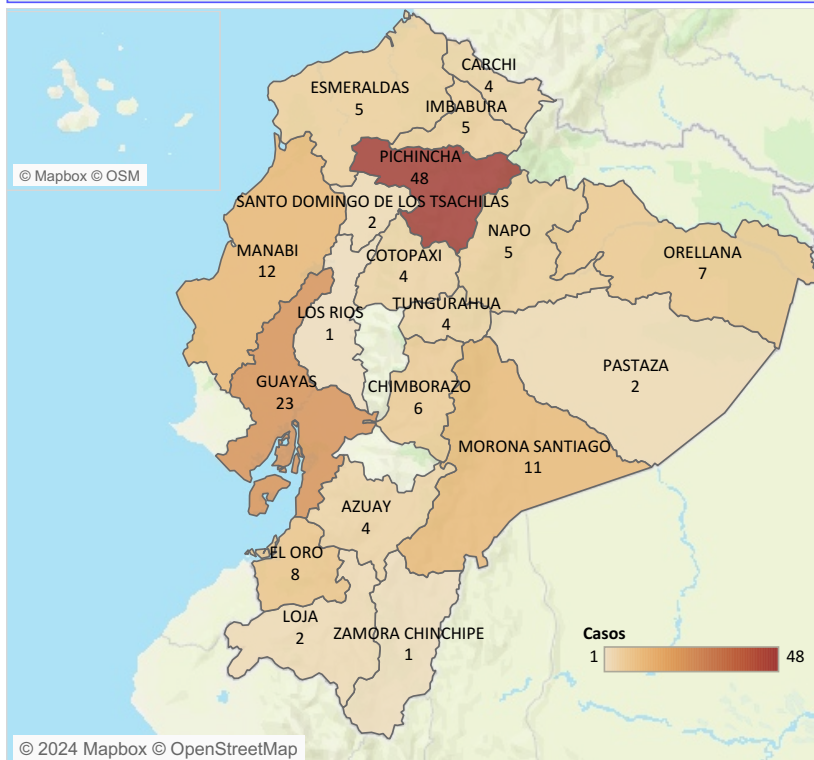 CARCHI
4
ESMERALDAS
5
IMBABURA
5
PICHINCHA
48
© Mapbox © OSM
SANTO DOMINGO DE LOS TSACHILAS
2
NAPO
5
MANABI
12
COTOPAXI
4
ORELLANA
7
TUNGURAHUA
4
LOS RIOS
1
PASTAZA
2
GUAYAS
23
CHIMBORAZO
6
MORONA SANTIAGO
11
AZUAY
4
EL ORO
8
LOJA
2
ZAMORA CHINCHIPE
1
Casos
1 48
© 2024 Mapbox © OpenStreetMap